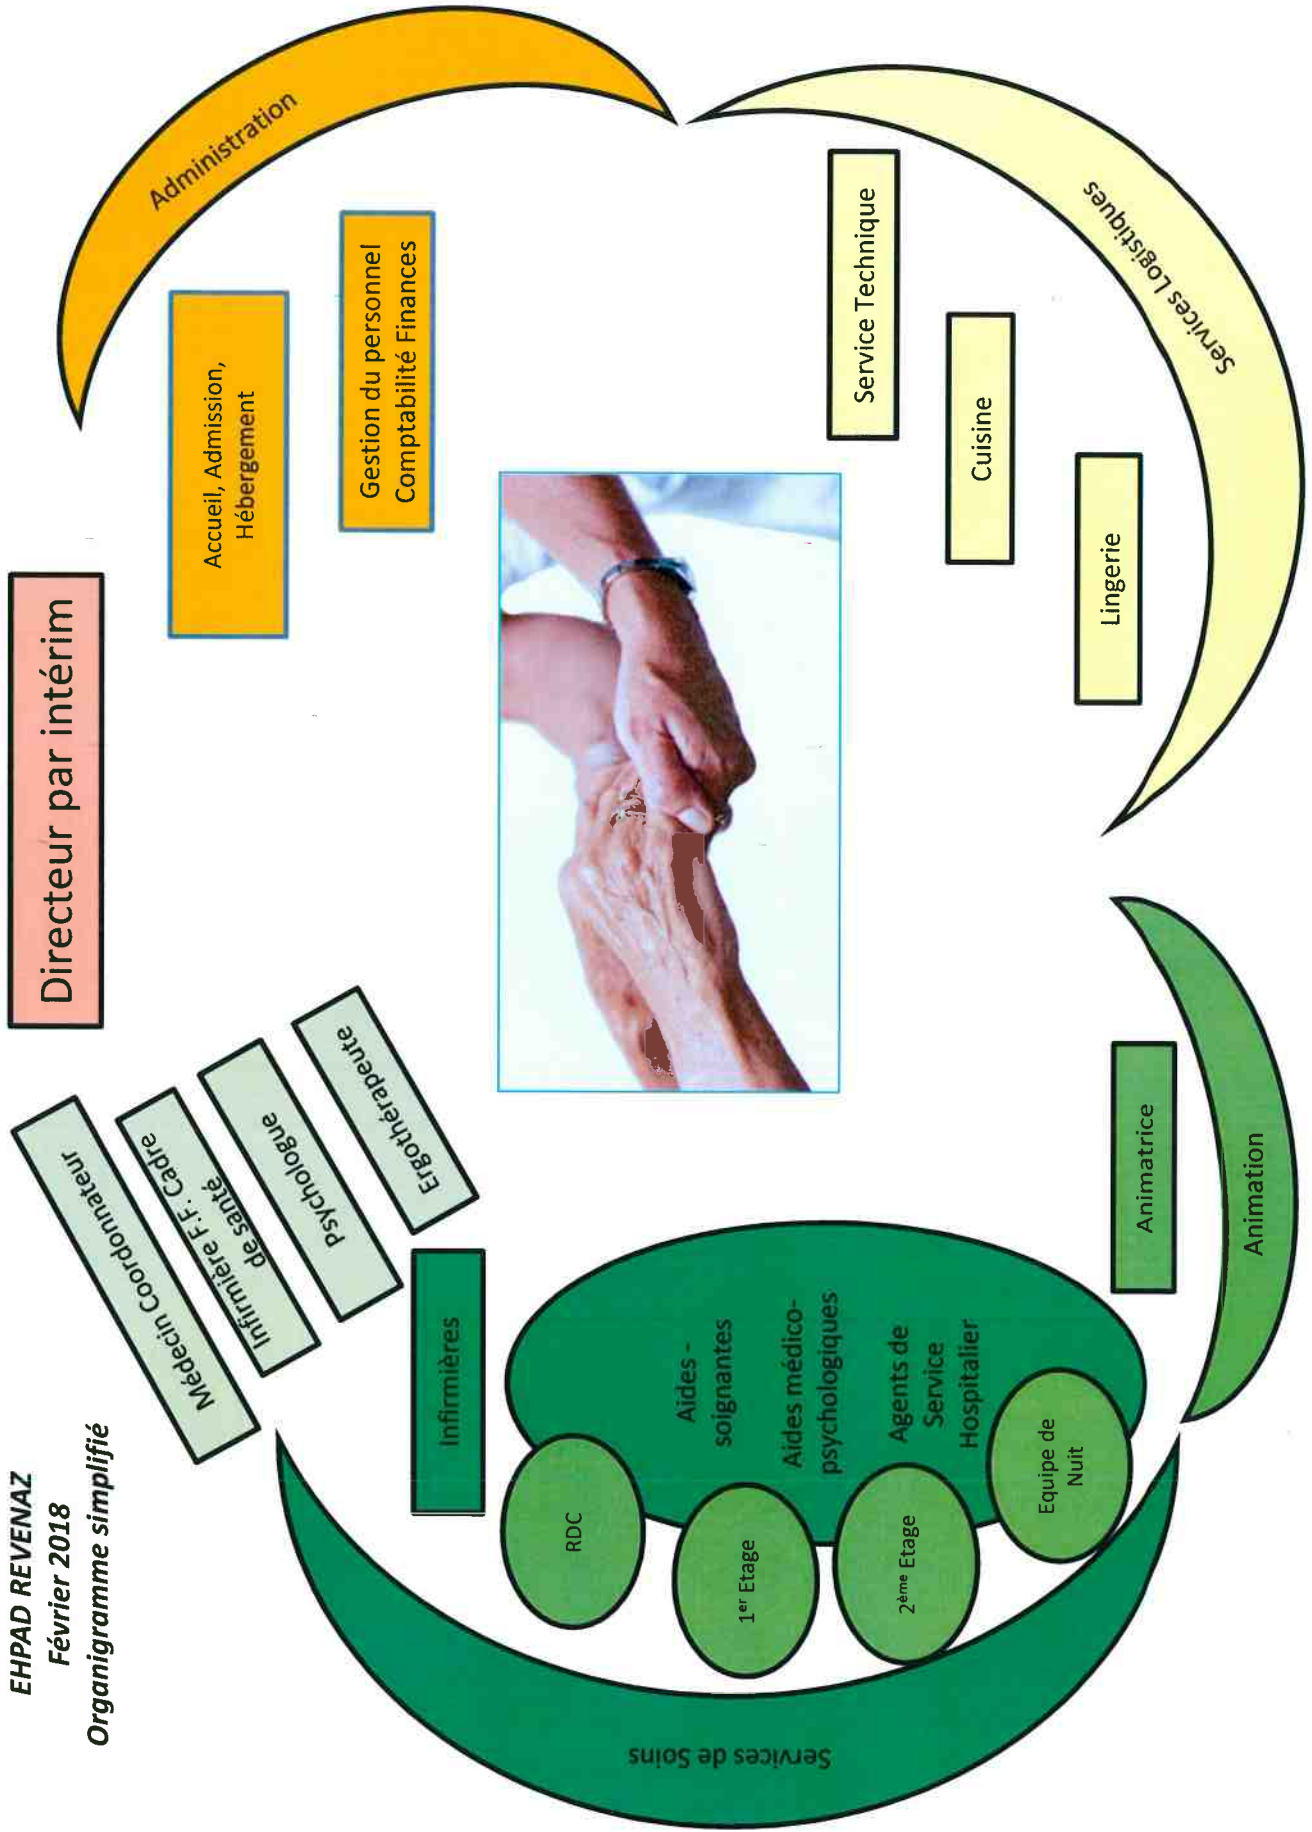 EHPAD REVENAZ
Février 2018
Organigramme simplifié
Directeur par intérim
Médecin Coordonnateur
Infirmière F.F. Cadre
de santé
Psychologue
Ergothérapeute
Administration
Accueil, Admission,
Hébergement
Gestion du personnel
Comptabilité Finances
Services de Soins
Infirmières
RDC
1er Etage
2ème Etage
Equipe de
Nuit
Aides -
soignantes
Aides médico-
psychologiques
Agents de
Service
Hospitalier
Animatrice
Animation
Service Technique
Cuisine
Lingerie
Services Logistiques